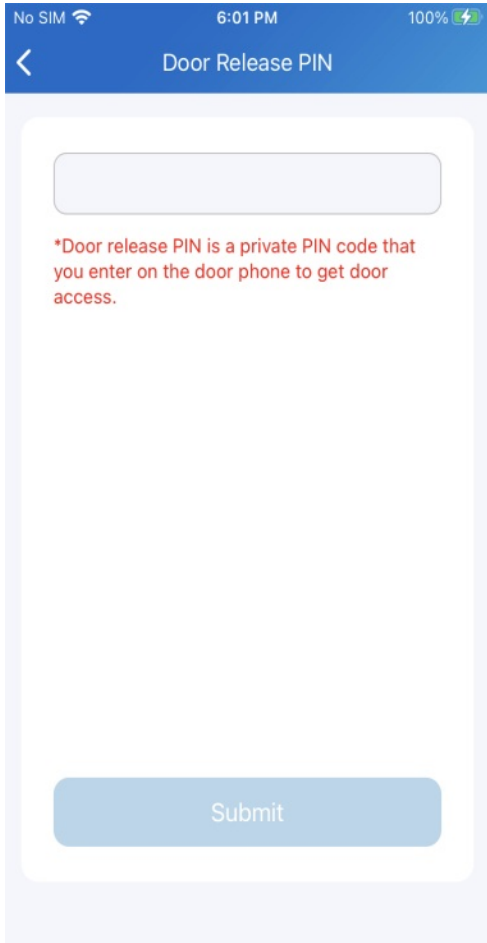 No SIM 6:01 PM 100%
Door Release PIN
*Door release PIN is a private PIN code that
you enter on the door phone to get door
access.
Submit